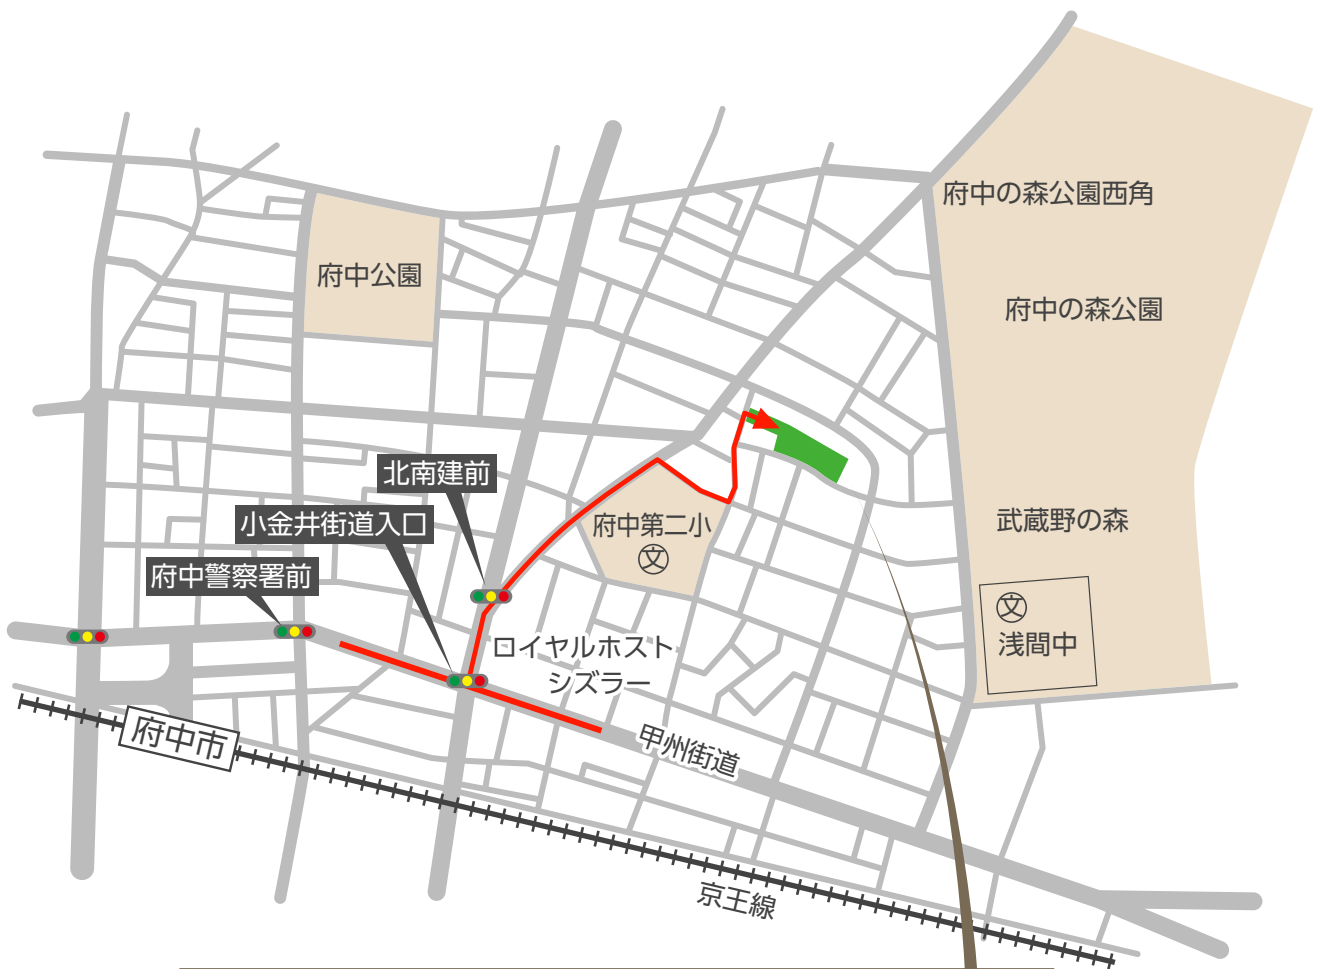 府中の森公園西角
府中公園
府中の森公園
北南建前
小金井街道入口
府中第二小
文
武蔵野の森
府中警察署前
文
浅間中
ロイヤルホスト
シズラー
府中市
甲州街道
京王線